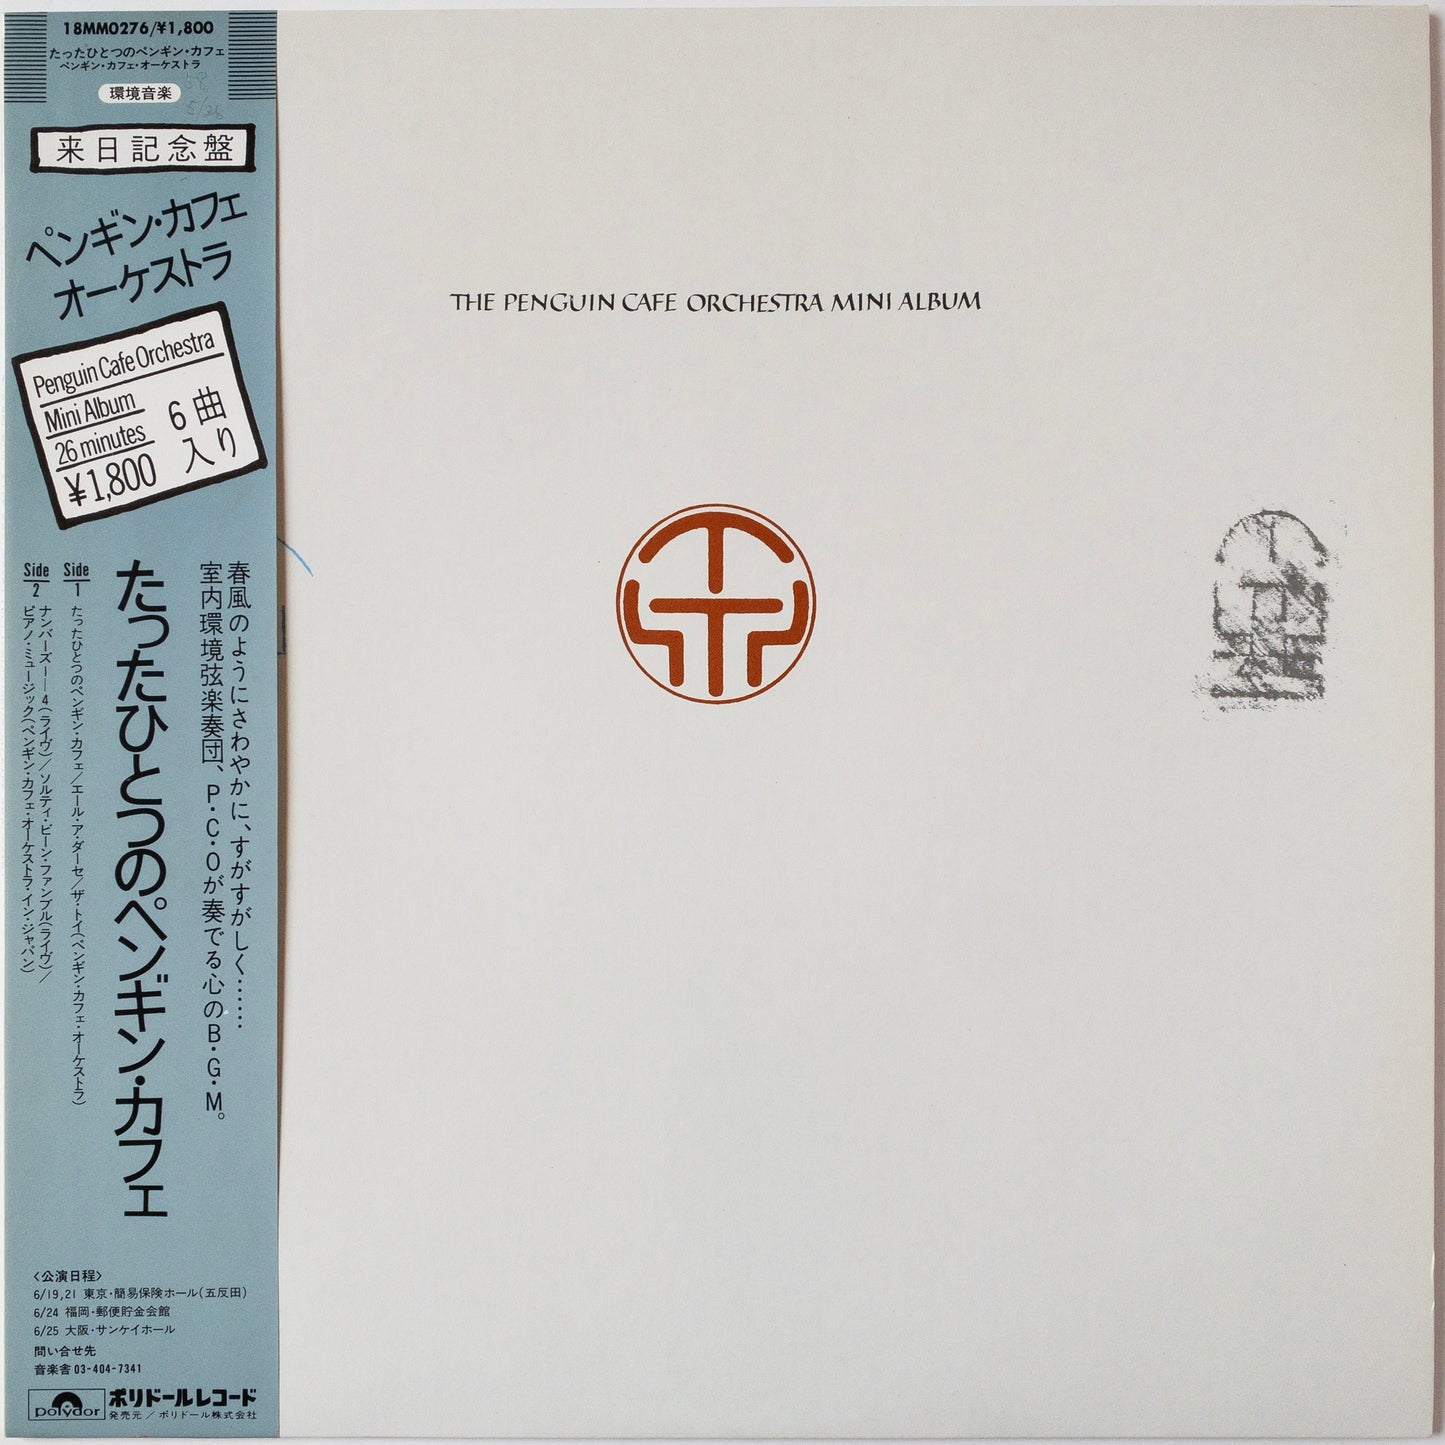 18MM0276/¥1,800
たったひとつのペンギン・カフェ
ペンギン・カフェ・オーケストラ
環境音楽
58
5/26
来日記念盤
ペンギン・カフェ
オーケストラ
Penguin Cafe Orchestra
Mini Album
26 minutes
¥1,800
6曲
入り
THE PENGUIN CAFE ORCHESTRA MINI ALBUM
春風のようにさわやかに、すがすがしく……
室内環境弦楽奏団、P・C・Oが奏でる心のB・G・M。
たったひとつのペンギン・カフェ
Side 1
たったひとつのペンギン・カフェ/エール・ア・ダーセ/ザ・トイ(ペンギン・カフェ・オーケストラ)
Side 2
ナンバーズ—4(ライヴ)/ソルティ・ビーン・ファンブル(ライヴ)/
ピアノ・ミュージック(ペンギン・カフェ・オーケストラ・イン・ジャパン)
〈公演日程〉
6/19,21 東京・簡易保険ホール(五反田)
6/24 福岡・郵便貯金会館
6/25 大阪・サンケイホール
問い合せ先
音楽舎 03-404-7341
polydor
ポリドールレコード
発売元/ポリドール株式会社